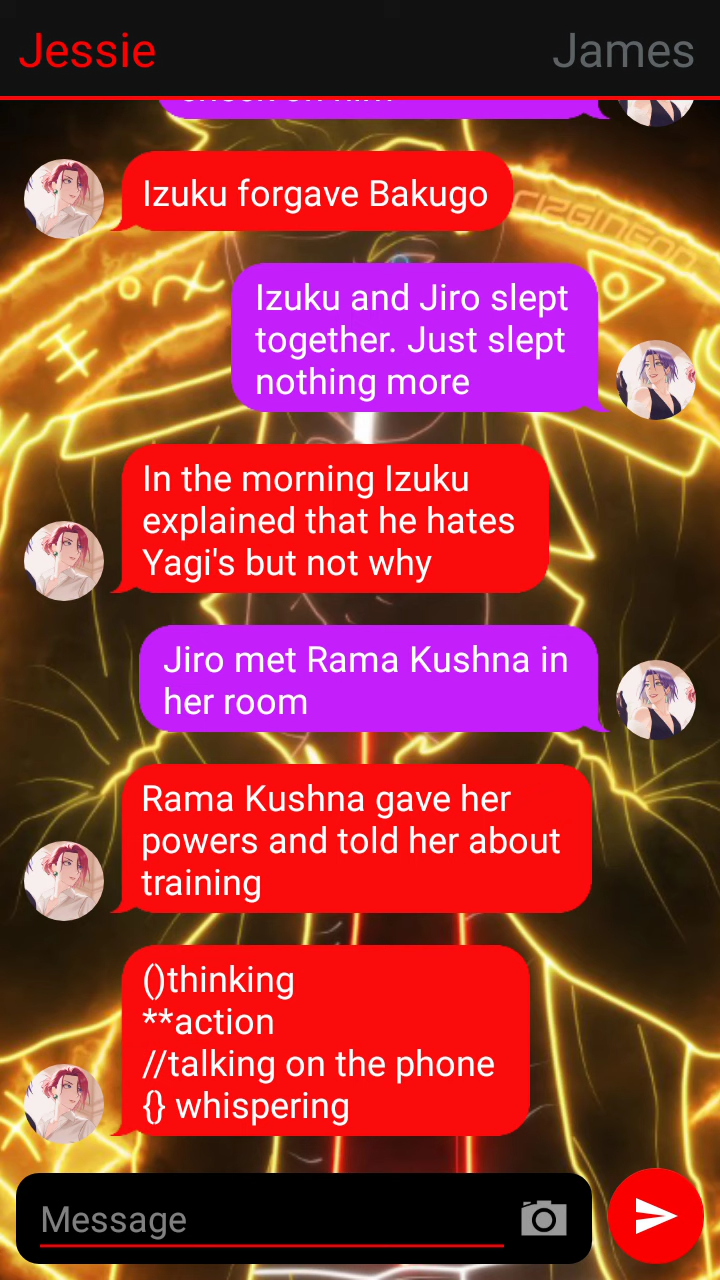 Jessie
James
Izuku forgave Bakugo
Izuku and Jiro slept
together. Just slept
nothing more
In the morning Izuku
explained that he hates
Yagi's but not why
Jiro met Rama Kushna in
her room
Rama Kushna gave her
powers and told her about
training
()thinking
**action
//talking on the phone
{} whispering
Message